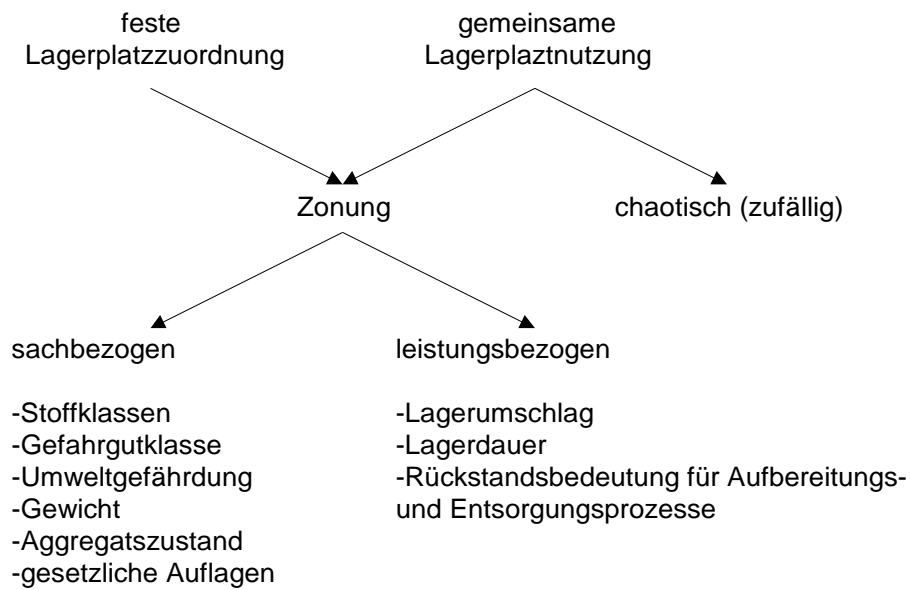 feste
Lagerplatzzuordnung
gemeinsame
Lagerplaztnutzung
Zonung
chaotisch (zufällig)
sachbezogen
-Stoffklassen
-Gefahrgutklasse
-Umweltgefährdung
-Gewicht
-Aggregatszustand
-gesetzliche Auflagen
leistungsbezogen
-Lagerumschlag
-Lagerdauer
-Rückstandsbedeutung für Aufbereitungs-
und Entsorgungsprozesse